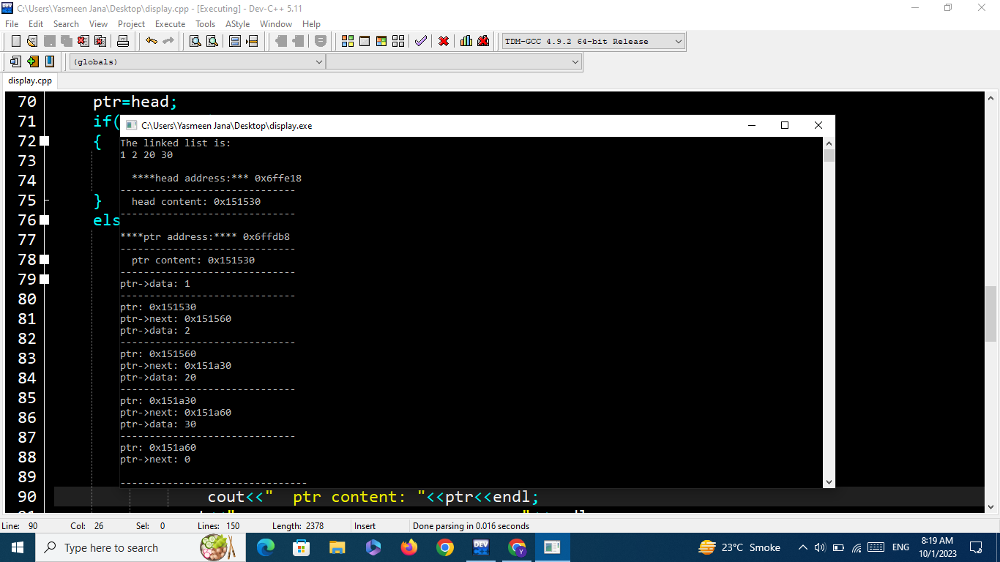 C:\Users\Yasmeen Jana\Desktop\display.cpp - [Executing] - Dev-C++ 5.11
File Edit Search View Project Execute Tools AStyle Window Help
TDM-GCC 4.9.2 64-bit Release
(globals)
display.cpp
70 ptr=head;
71 if(
72 {
73
74
75 }
76 els
77
78
79
80
81
82
83
84
85
86
87
88
89
90 cout<<"  ptr content: "<<ptr<<endl;
C:\Users\Yasmeen Jana\Desktop\display.exe
The linked list is:
1 2 20 30
****head address:*** 0x6ffe18
------------------------------
head content: 0x151530
------------------------------
****ptr address:**** 0x6ffdb8
------------------------------
ptr content: 0x151530
------------------------------
ptr->data: 1
------------------------------
ptr: 0x151530
ptr->next: 0x151560
ptr->data: 2
------------------------------
ptr: 0x151560
ptr->next: 0x151a30
ptr->data: 20
------------------------------
ptr: 0x151a30
ptr->next: 0x151a60
ptr->data: 30
------------------------------
ptr: 0x151a60
ptr->next: 0
--------------------------------
Line: 90 Col: 26 Sel: 0 Lines: 150 Length: 2378 Insert Done parsing in 0.016 seconds
Type here to search
DEV
DEV
23°C Smoke
ENG
8:19 AM
10/1/2023